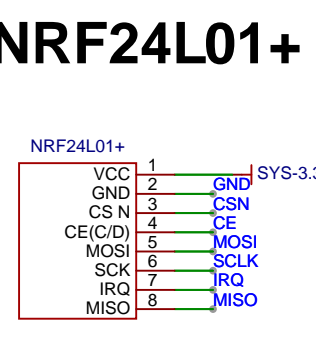 NRF24L01+
NRF24L01+
VCC 1 SYS-3.3
GND 2 GND
CS N 3 CSN
CE(C/D) 4 CE
MOSI 5 MOSI
SCK 6 SCLK
IRQ 7 IRQ
MISO 8 MISO